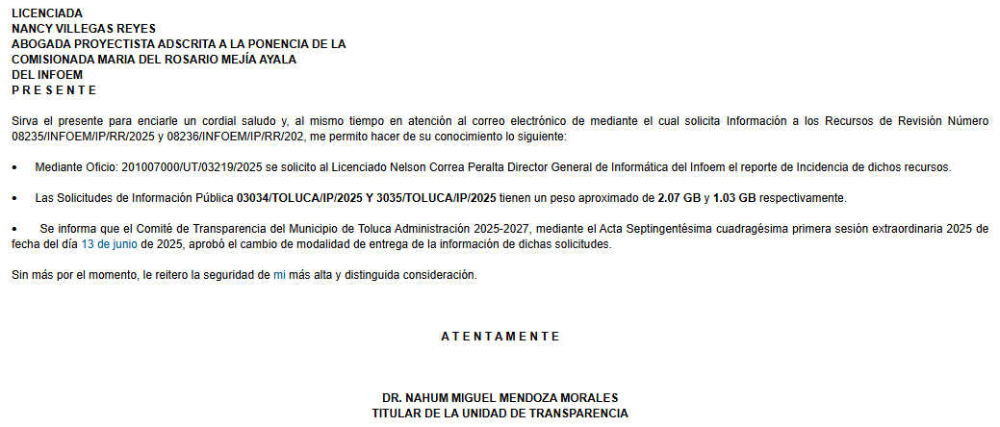 LICENCIADA
NANCY VILLEGAS REYES
ABOGADA PROYECTISTA ADSCRITA A LA PONENCIA DE LA
COMISIONADA MARIA DEL ROSARIO MEJÍA AYALA
DEL INFOEM
P R E S E N T E
Sirva el presente para enciarle un cordial saludo y, al mismo tiempo en atención al correo electrónico de mediante el cual solicita Información a los Recursos de Revisión Número
08235/INFOEM/IP/RR/2025 y 08236/INFOEM/IP/RR/202, me permito hacer de su conocimiento lo siguiente:
• Mediante Oficio: 201007000/UT/03219/2025 se solicito al Licenciado Nelson Correa Peralta Director General de Informática del Infoem el reporte de Incidencia de dichos recursos.
• Las Solicitudes de Información Pública 03034/TOLUCA/IP/2025 Y 3035/TOLUCA/IP/2025 tienen un peso aproximado de 2.07 GB y 1.03 GB respectivamente.
• Se informa que el Comité de Transparencia del Municipio de Toluca Administración 2025-2027, mediante el Acta Septingentésima cuadragésima primera sesión extraordinaria 2025 de
fecha del día 13 de junio de 2025, aprobó el cambio de modalidad de entrega de la información de dichas solicitudes.
Sin más por el momento, le reitero la seguridad de mi más alta y distinguida consideración.
A T E N T A M E N T E
DR. NAHUM MIGUEL MENDOZA MORALES
TITULAR DE LA UNIDAD DE TRANSPARENCIA